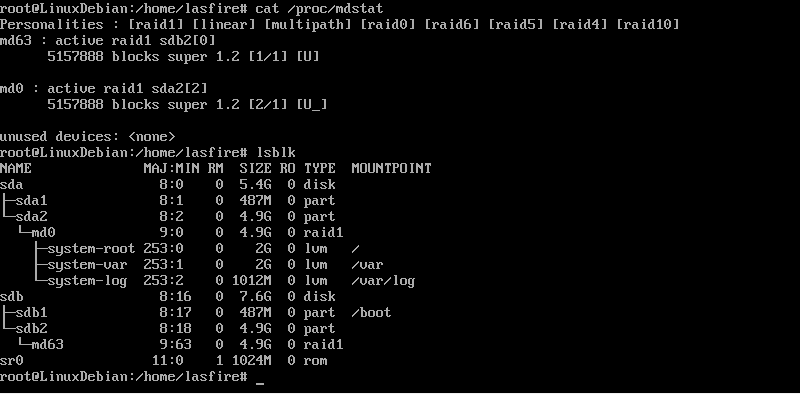 root@LinuxDebian:/home/lasfire# cat /proc/mdstat
Personalities : [raid1] [linear] [multipath] [raid0] [raid6] [raid5] [raid4] [raid10]
md63 : active raid1 sdb2[0]
      5157888 blocks super 1.2 [1/1] [U]

md0 : active raid1 sda2[2]
      5157888 blocks super 1.2 [2/1] [U_]

unused devices: <none>
root@LinuxDebian:/home/lasfire# lsblk
NAME              MAJ:MIN RM  SIZE RO TYPE  MOUNTPOINT
sda                 8:0    0  5.4G  0 disk
├─sda1              8:1    0  487M  0 part
└─sda2              8:2    0  4.9G  0 part
  └─md0             9:0    0  4.9G  0 raid1
    ├─system-root 253:0    0    2G  0 lvm   /
    ├─system-var  253:1    0    2G  0 lvm   /var
    └─system-log  253:2    0 1012M  0 lvm   /var/log
sdb                 8:16   0  7.6G  0 disk
├─sdb1              8:17   0  487M  0 part  /boot
└─sdb2              8:18   0  4.9G  0 part
  └─md63            9:63   0  4.9G  0 raid1
sr0                11:0    1 1024M  0 rom
root@LinuxDebian:/home/lasfire# _